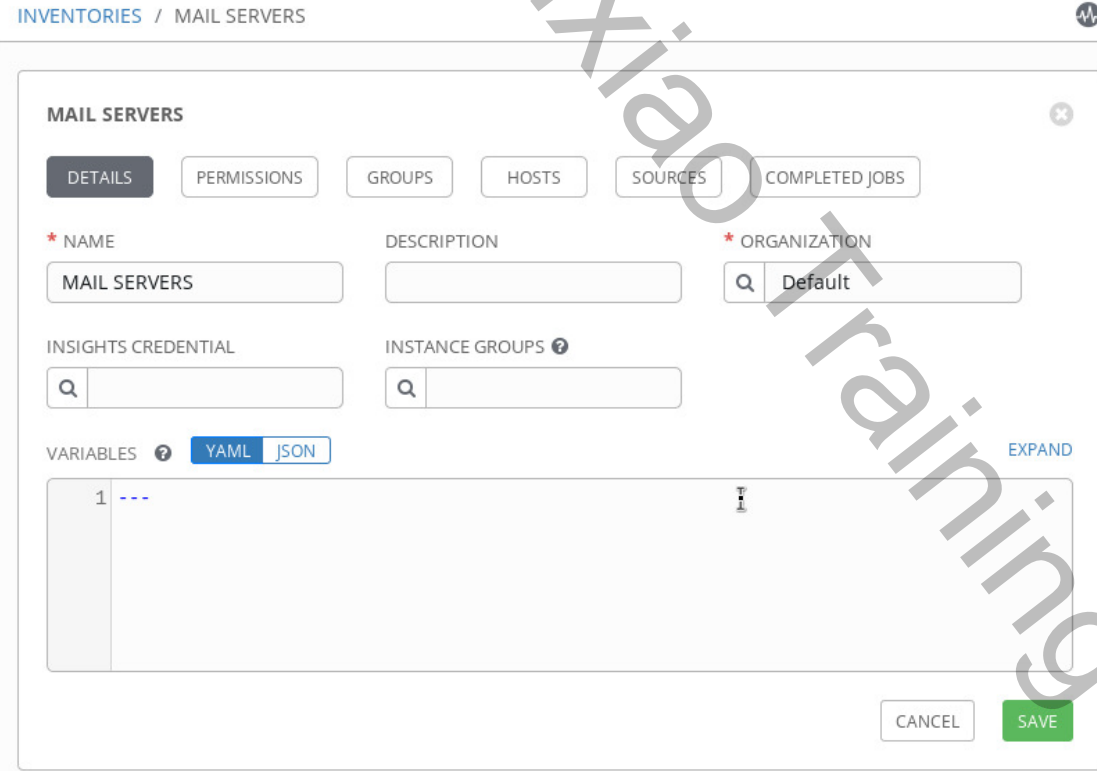 INVENTORIES / MAIL SERVERS
MAIL SERVERS
DETAILS PERMISSIONS GROUPS HOSTS SOURCES COMPLETED JOBS
* NAME DESCRIPTION * ORGANIZATION
MAIL SERVERS Default
INSIGHTS CREDENTIAL INSTANCE GROUPS ?
VARIABLES ? YAML JSON EXPAND
1 ---
CANCEL SAVE
xiao Training